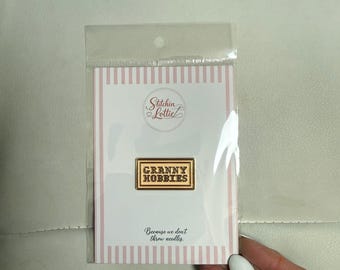 Stitchin
Lottie
GRANNY
HOBBIES
Because we don't
throw needles.